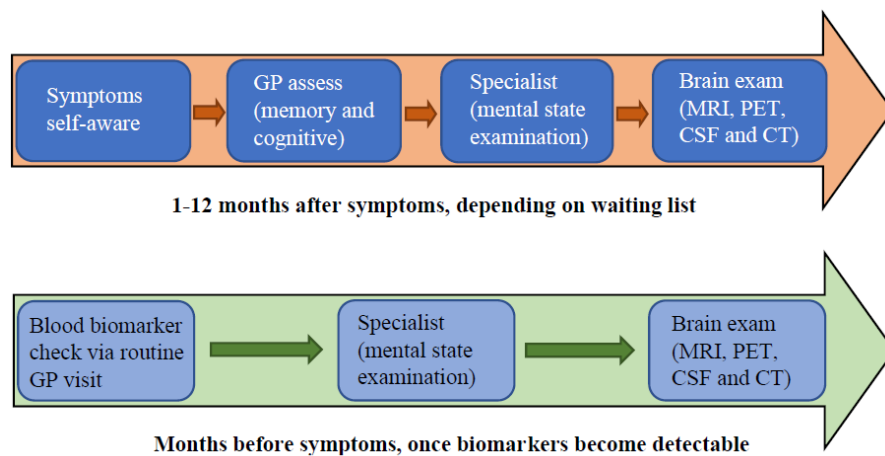 Symptoms
self-aware
GP assess
(memory and
cognitive)
Specialist
(mental state
examination)
Brain exam
(MRI, PET,
CSF and CT)
1-12 months after symptoms, depending on waiting list
Blood biomarker
check via routine
GP visit
Specialist
(mental state
examination)
Brain exam
(MRI, PET,
CSF and CT)
Months before symptoms, once biomarkers become detectable